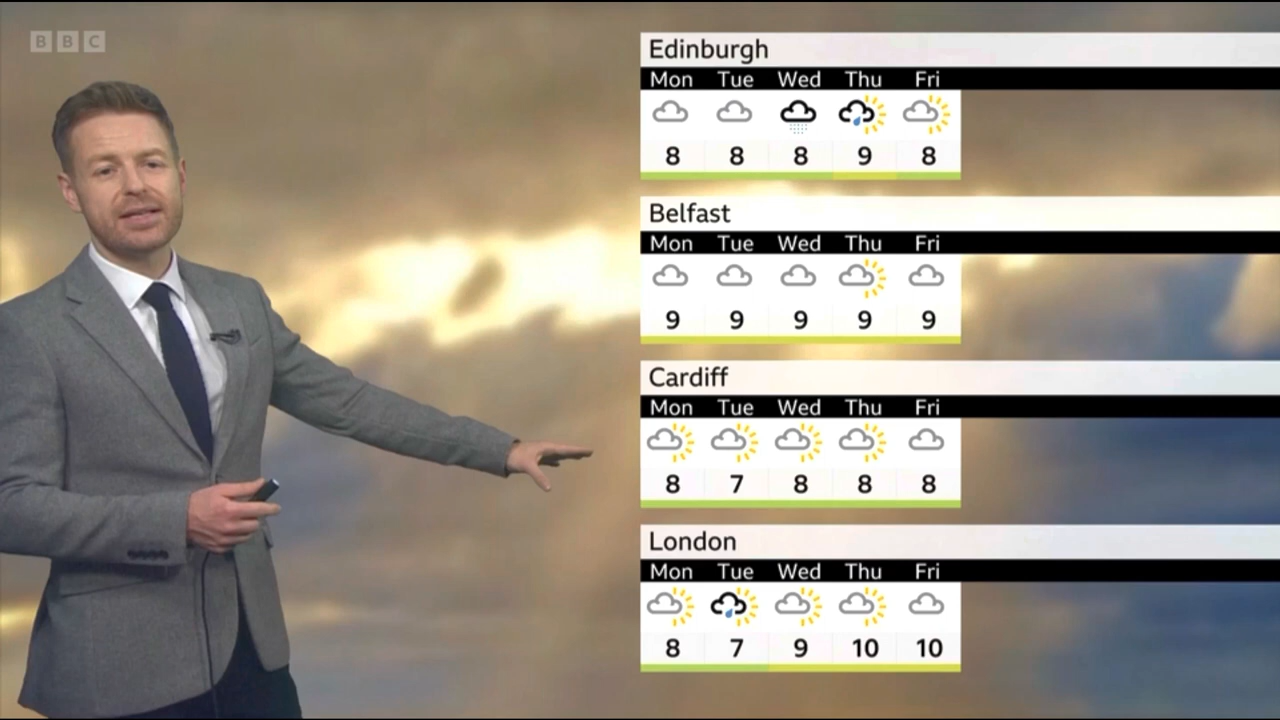 BBC
Edinburgh
Mon Tue Wed Thu Fri
8 8 8 9 8
Belfast
Mon Tue Wed Thu Fri
9 9 9 9 9
Cardiff
Mon Tue Wed Thu Fri
8 7 8 8 8
London
Mon Tue Wed Thu Fri
8 7 9 10 10